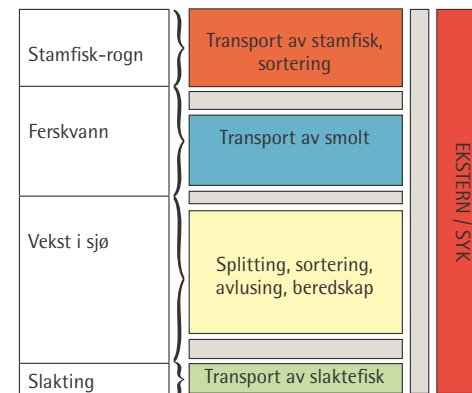 Stamfisk-rogn
Transport av stamfisk,
sortering
Ferskvann
Transport av smolt
Vekst i sjø
Splitting, sortering,
avlusing, beredskap
Slakting
Transport av slaktefisk
EKSTERN / SYK